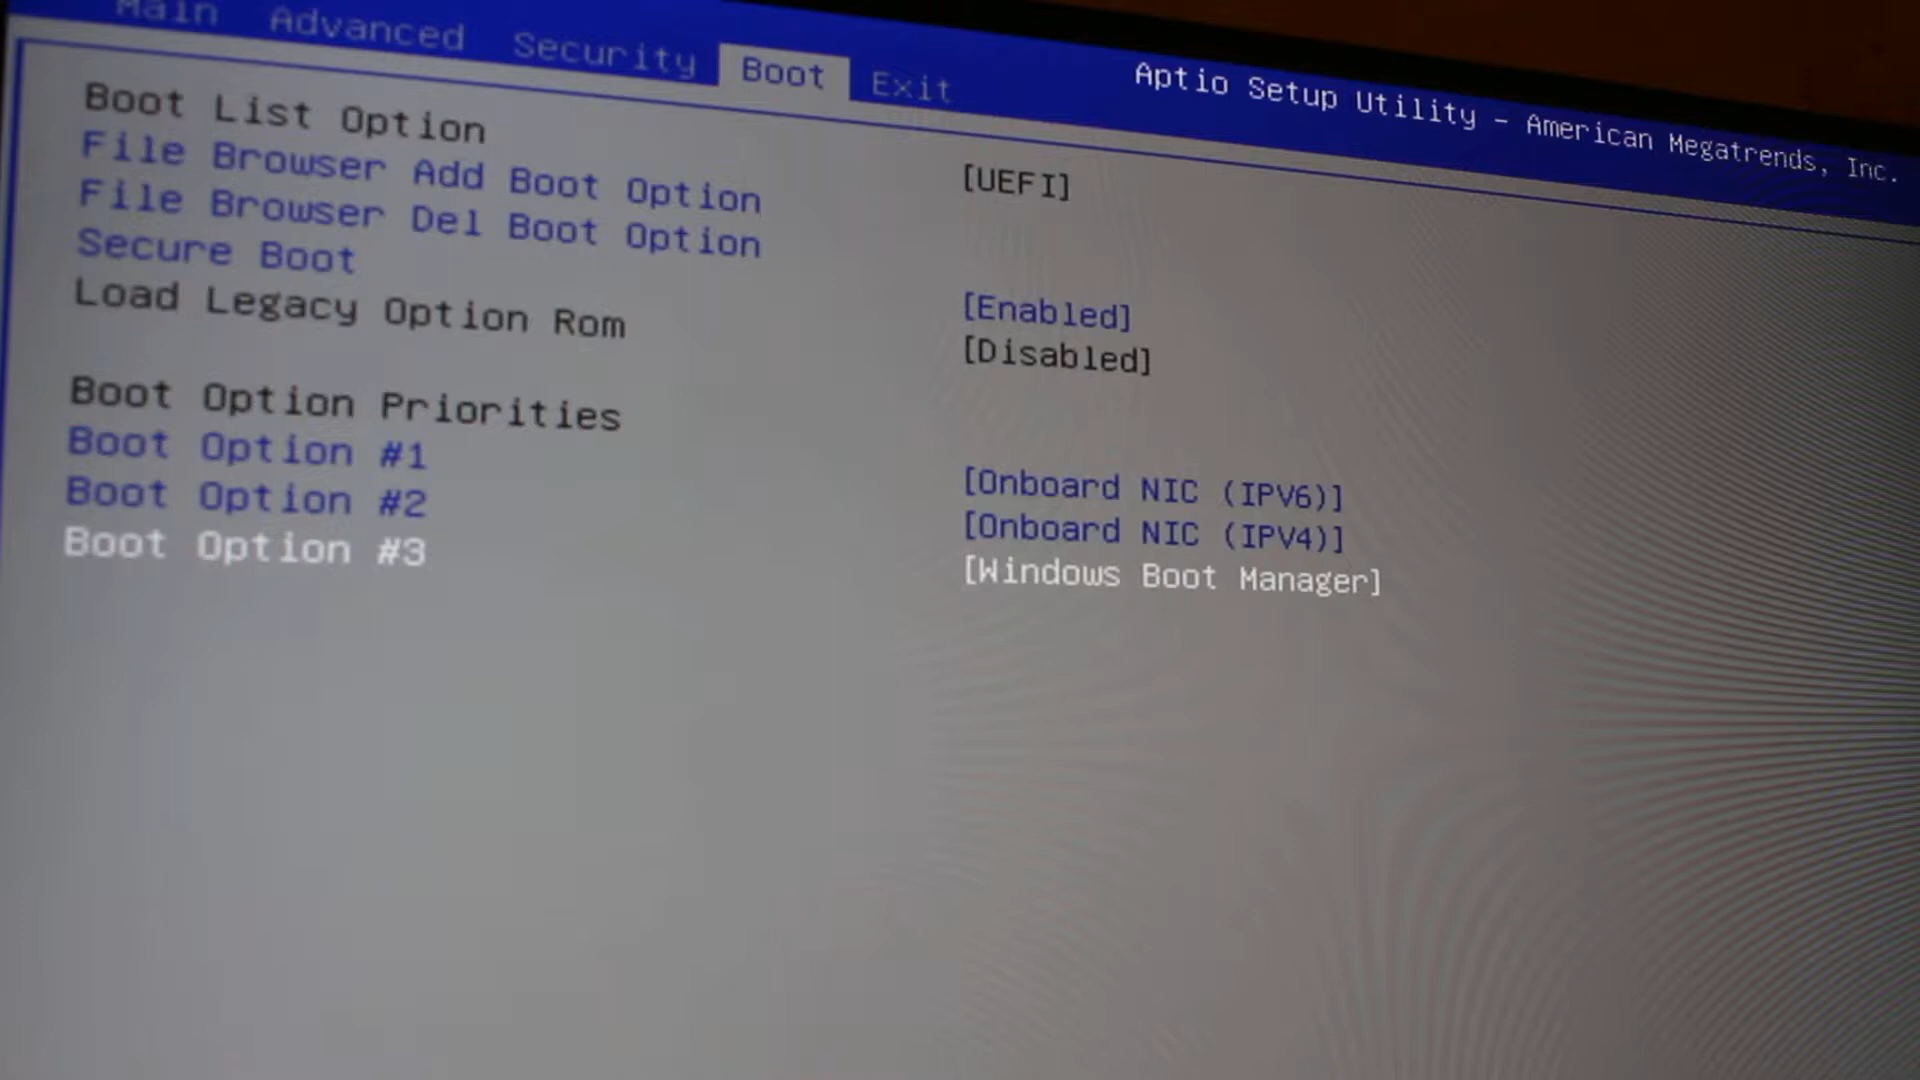 Main Advanced Security Boot Exit
Aptio Setup Utility - American Megatrends, Inc.
Boot List Option [UEFI]
File Browser Add Boot Option
File Browser Del Boot Option
Secure Boot [Enabled]
Load Legacy Option Rom [Disabled]
Boot Option Priorities
Boot Option #1 [Onboard NIC (IPV6)]
Boot Option #2 [Onboard NIC (IPV4)]
Boot Option #3 [Windows Boot Manager]